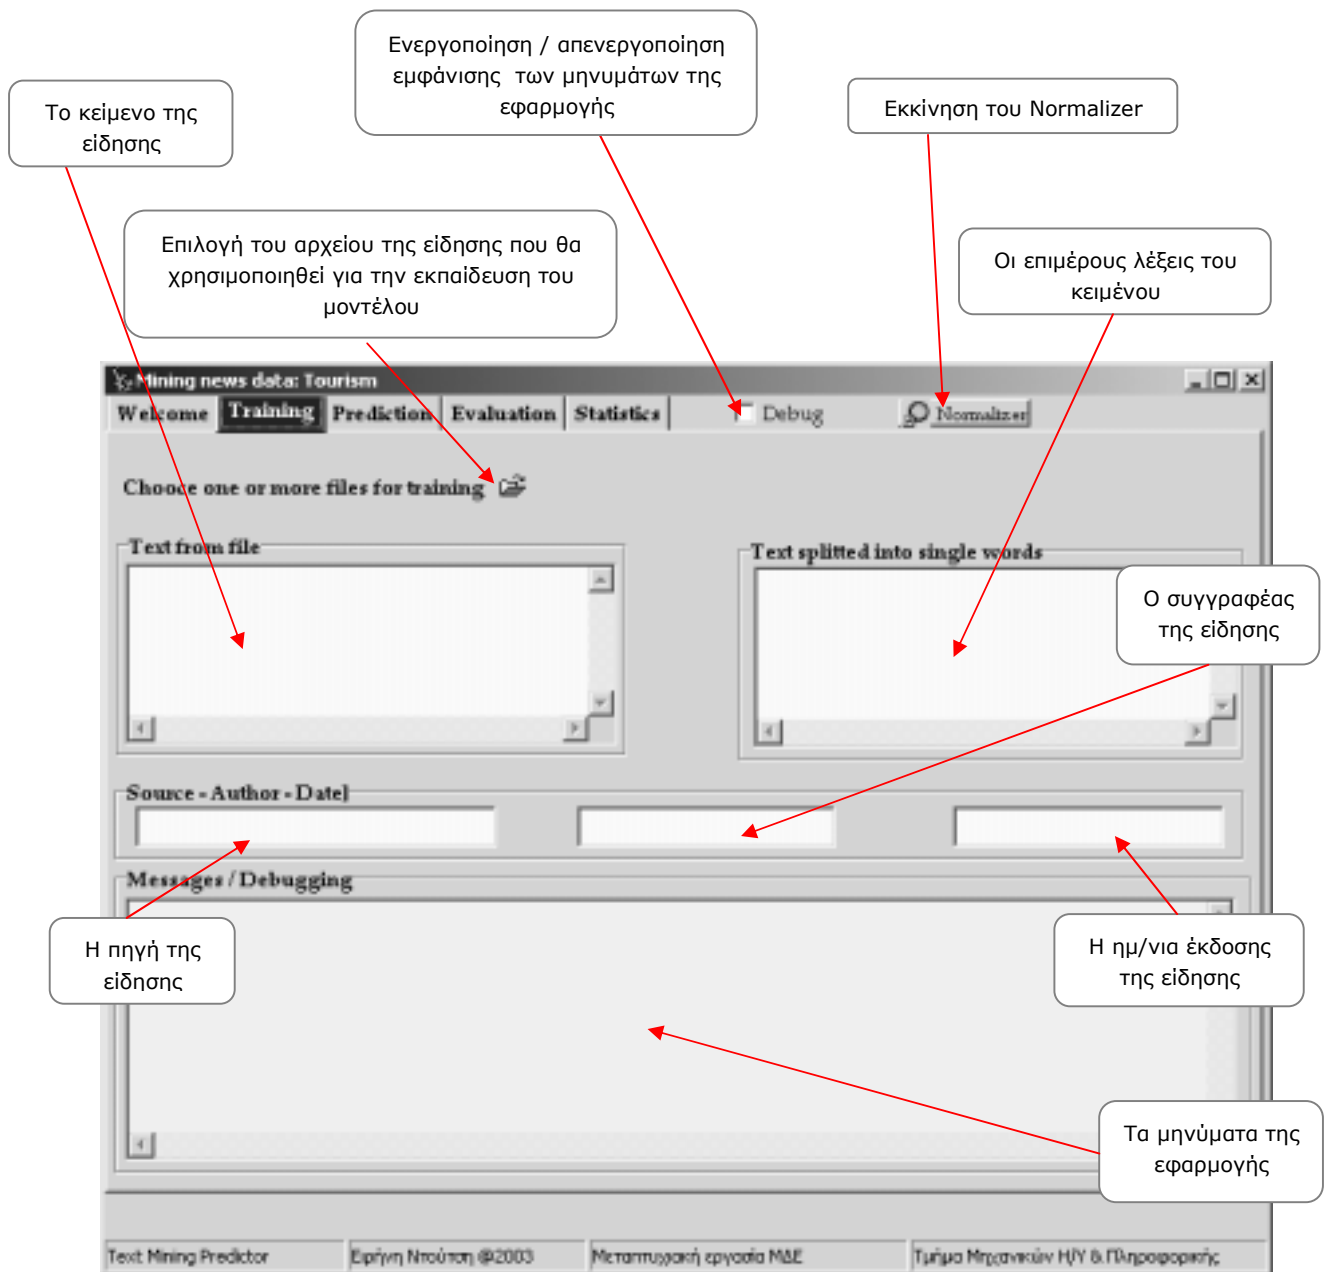 Ενεργοποίηση / απενεργοποίηση
εμφάνισης των μηνυμάτων της
εφαρμογής
Το κείμενο της
είδησης
Εκκίνηση του Normalizer
Επιλογή του αρχείου της είδησης που θα
χρησιμοποιηθεί για την εκπαίδευση του
μοντέλου
Οι επιμέρους λέξεις του
κειμένου
Mining news data: Tourism
Welcome Training Prediction Evaluation Statistics Debug Normalizer
Chooce one or more files for training
Text from file
Text splitted into single words
Ο συγγραφέας
της είδησης
Source - Author - Date]
Messages / Debugging
Η πηγή της
είδησης
Η ημ/νια έκδοσης
της είδησης
Τα μηνύματα της
εφαρμογής
Text Mining Predictor Ειρήνη Ντούτση @2003 Μεταπτυχιακή εργασία ΜΔΕ Τμήμα Μηχανικών Η/Υ & Πληροφορικής